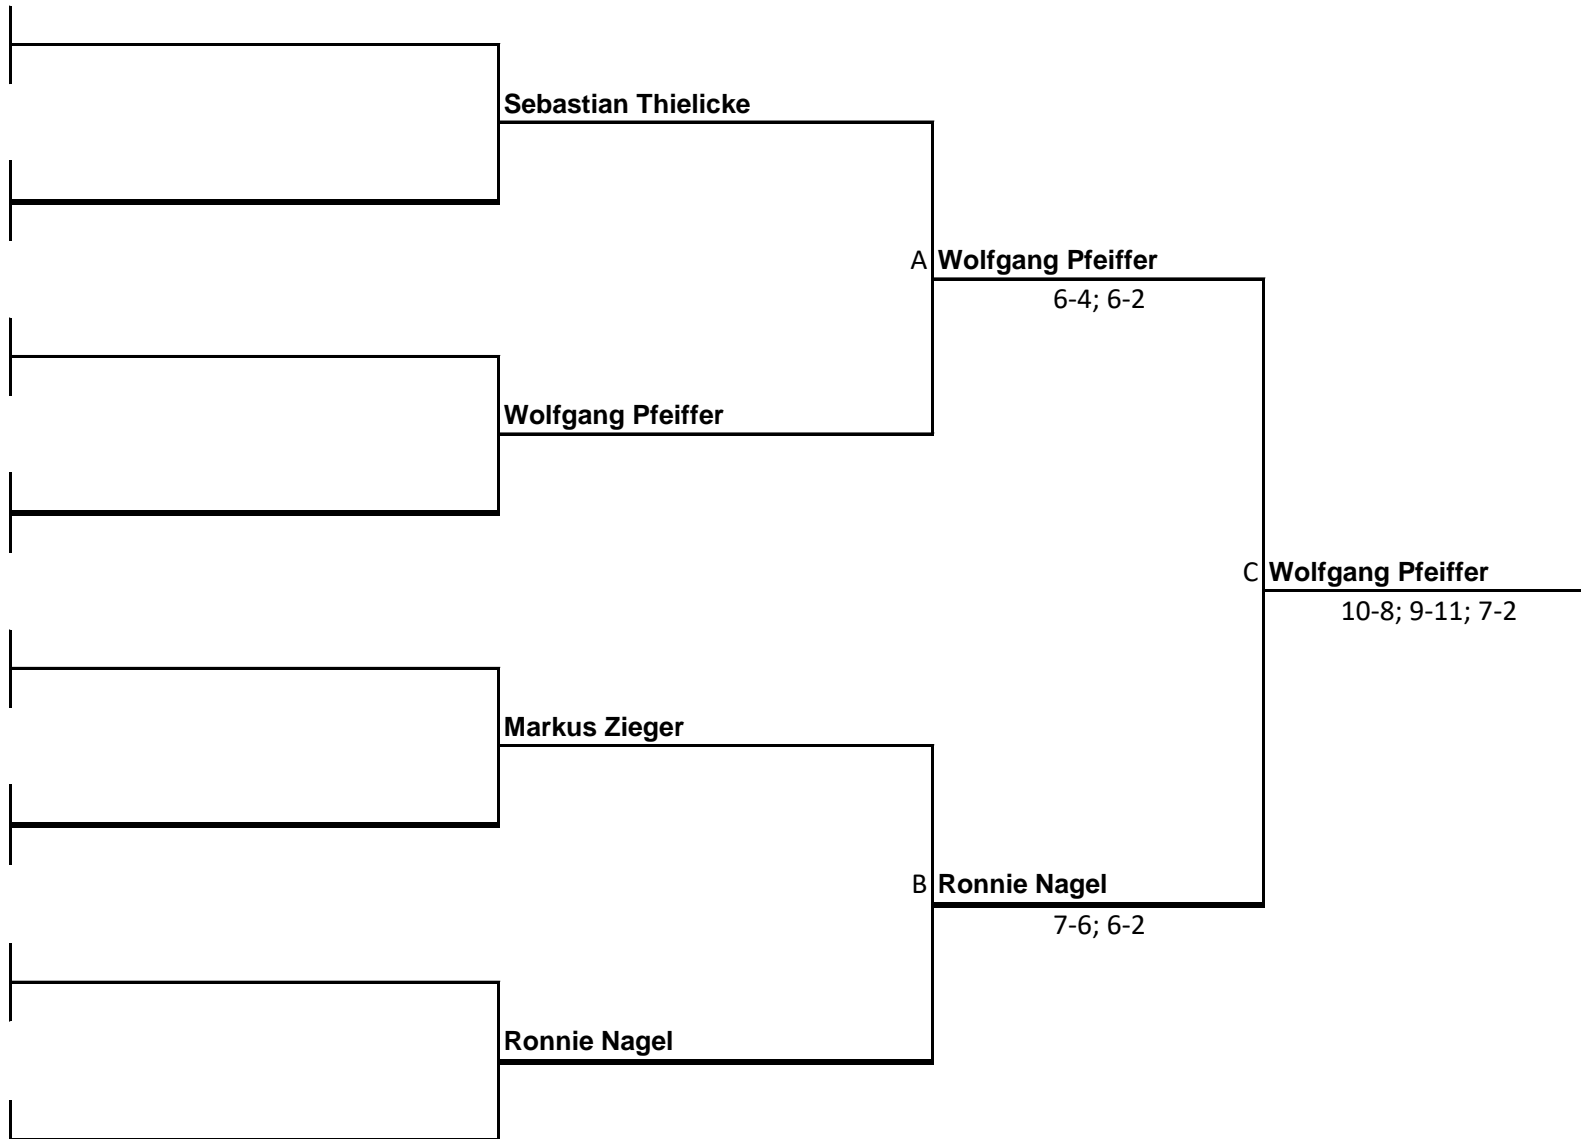 Sebastian Thielicke
A Wolfgang Pfeiffer
6-4; 6-2
Wolfgang Pfeiffer
C Wolfgang Pfeiffer
10-8; 9-11; 7-2
Markus Zieger
B Ronnie Nagel
7-6; 6-2
Ronnie Nagel